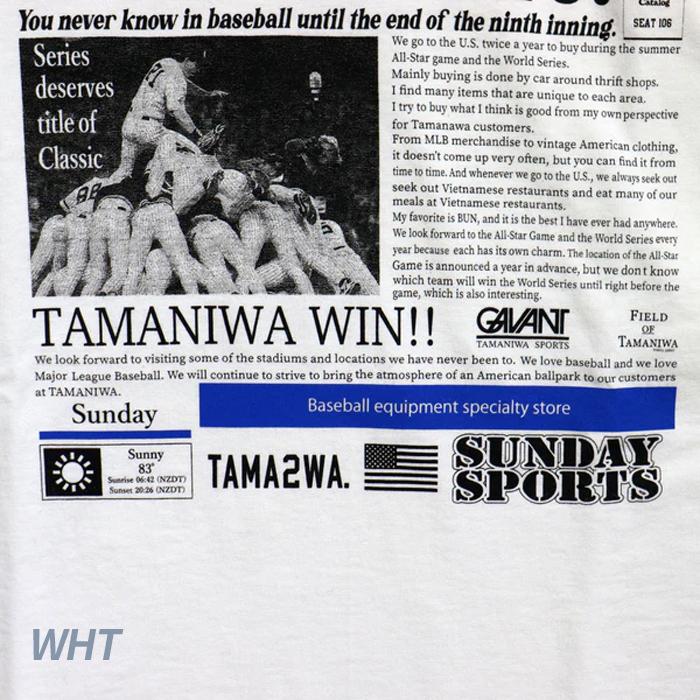 You never know in baseball until the end of the ninth inning.
Catalog
SEAT 106
Series
deserves
title of
Classic
We go to the U.S. twice a year to buy during the summer
All-Star game and the World Series.
Mainly buying is done by car around thrift shops.
I find many items that are unique to each area.
I try to buy what I think is good from my own perspective
for Tamanawa customers.
From MLB merchandise to vintage American clothing,
it doesn't come up very often, but you can find it from
time to time. And whenever we go to the U.S., we always seek out
seek out Vietnamese restaurants and eat many of our
meals at Vietnamese restaurants.
My favorite is BUN, and it is the best I have ever had anywhere.
We look forward to the All-Star Game and the World Series every
year because each has its own charm. The location of the All-Star
Game is announced a year in advance, but we don t know
which team will win the World Series until right before the
game, which is also interesting.
TAMANIWA WIN!!
GAVANT
TAMANIWA SPORTS
FIELD
OF
TAMANIWA
We look forward to visiting some of the stadiums and locations we have never been to. We love baseball and we love
Major League Baseball. We will continue to strive to bring the atmosphere of an American ballpark to our customers
at TAMANIWA.
Sunday
Baseball equipment specialty store
Sunny
83°
Sunrise 06:42 (NZDT)
Sunset 20:26 (NZDT)
TAMA2WA.
SUNDAY
SPORTS
WHT